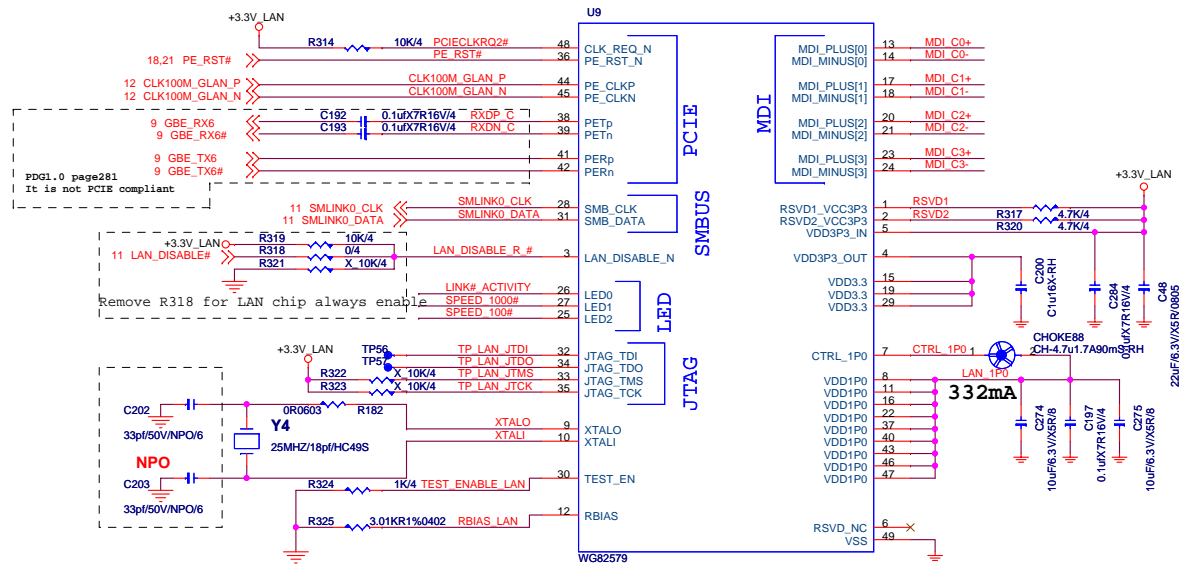 U9
+3.3V_LAN
R314 10K/4 PCIECLKRQ2# 48 CLK_REQ_N
18,21 PE_RST# PE_RST# 36 PE_RST_N
12 CLK100M_GLAN_P CLK100M_GLAN_P 44 PE_CLKP
12 CLK100M_GLAN_N CLK100M_GLAN_N 45 PE_CLKN
9 GBE_RX6 C192 0.1ufX7R16V/4 RXDP_C 38 PETp
9 GBE_RX6# C193 0.1ufX7R16V/4 RXDN_C 39 PETn
9 GBE_TX6 41 PERp
9 GBE_TX6# 42 PERn
PDG1.0 page281
It is not PCIE compliant
PCIE
11 SMLINK0_CLK SMLINK0_CLK 28 SMB_CLK
11 SMLINK0_DATA SMLINK0_DATA 31 SMB_DATA
SMBUS
+3.3V_LAN R319 10K/4
11 LAN_DISABLE# R318 0/4 LAN_DISABLE_R_# 3 LAN_DISABLE_N
R321 X_10K/4
Remove R318 for LAN chip always enable
LINK#_ACTIVITY 26 LED0
SPEED_1000# 27 LED1
SPEED_100# 25 LED2
LED
+3.3V_LAN
TP56 TP_LAN_JTDI 32 JTAG_TDI
TP57 TP_LAN_JTDO 34 JTAG_TDO
R322 X_10K/4 TP_LAN_JTMS 33 JTAG_TMS
R323 X_10K/4 TP_LAN_JTCK 35 JTAG_TCK
JTAG
C202
33pf/50V/NPO/6
0R0603 R182
Y4
25MHZ/18pf/HC49S
XTALO 9 XTALO
XTALI 10 XTALI
NPO
C203
33pf/50V/NPO/6
R324 1K/4 TEST_ENABLE_LAN 30 TEST_EN
R325 3.01KR1%0402 RBIAS_LAN 12 RBIAS
WG82579
MDI
MDI_PLUS[0] 13 MDI_C0+
MDI_MINUS[0] 14 MDI_C0-
MDI_PLUS[1] 17 MDI_C1+
MDI_MINUS[1] 18 MDI_C1-
MDI_PLUS[2] 20 MDI_C2+
MDI_MINUS[2] 21 MDI_C2-
MDI_PLUS[3] 23 MDI_C3+
MDI_MINUS[3] 24 MDI_C3-
+3.3V_LAN
RSVD1_VCC3P3 1 RSVD1 R317 4.7K/4
RSVD2_VCC3P3 2 RSVD2 R320 4.7K/4
VDD3P3_IN 5
VDD3P3_OUT 4
VDD3.3 15
VDD3.3 19
VDD3.3 29
C200
C1u16X-RH
C284
0.1ufX7R16V/4
C48
22uF/6.3V/X5R/0805
CHOKE88
CH-4.7u1.7A90mS-RH
CTRL_1P0 7 CTRL_1P0 1 2
VDD1P0 8 LAN_1P0
332mA
VDD1P0 11
VDD1P0 16
VDD1P0 22
VDD1P0 37
VDD1P0 40
VDD1P0 43
VDD1P0 46
VDD1P0 47
C274
10uF/6.3V/X5R/8
C197
0.1ufX7R16V/4
C275
10uF/6.3V/X5R/8
RSVD_NC 6
VSS 49